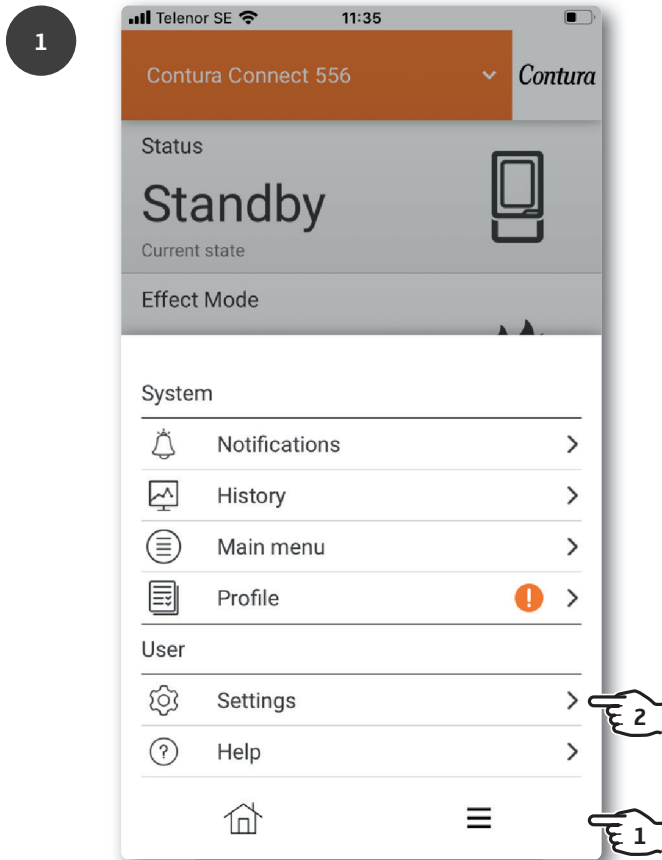 1
Telenor SE 11:35
Contura Connect 556 Contura
Status
Standby
Current state
Effect Mode
System
Notifications
History
Main menu
Profile !
User
Settings
2
Help
?
1